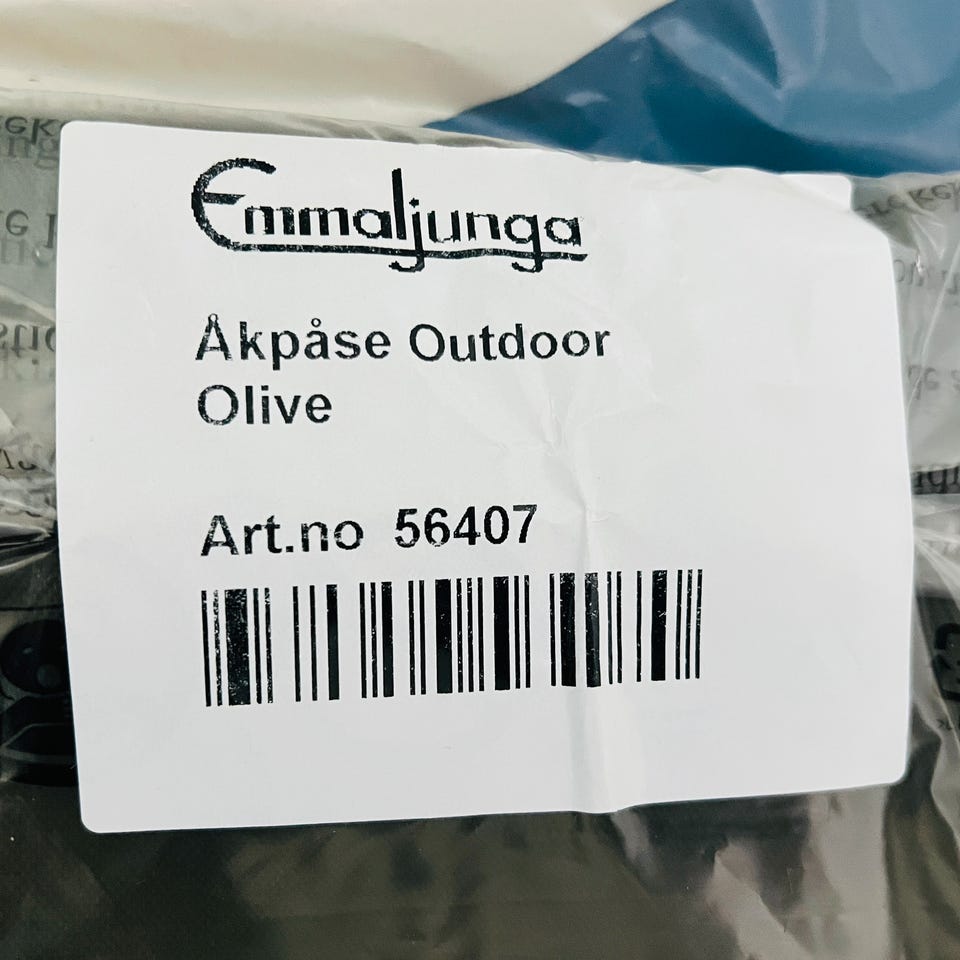 Emmaljunga
Åkpåse Outdoor
Olive
Art.no 56407